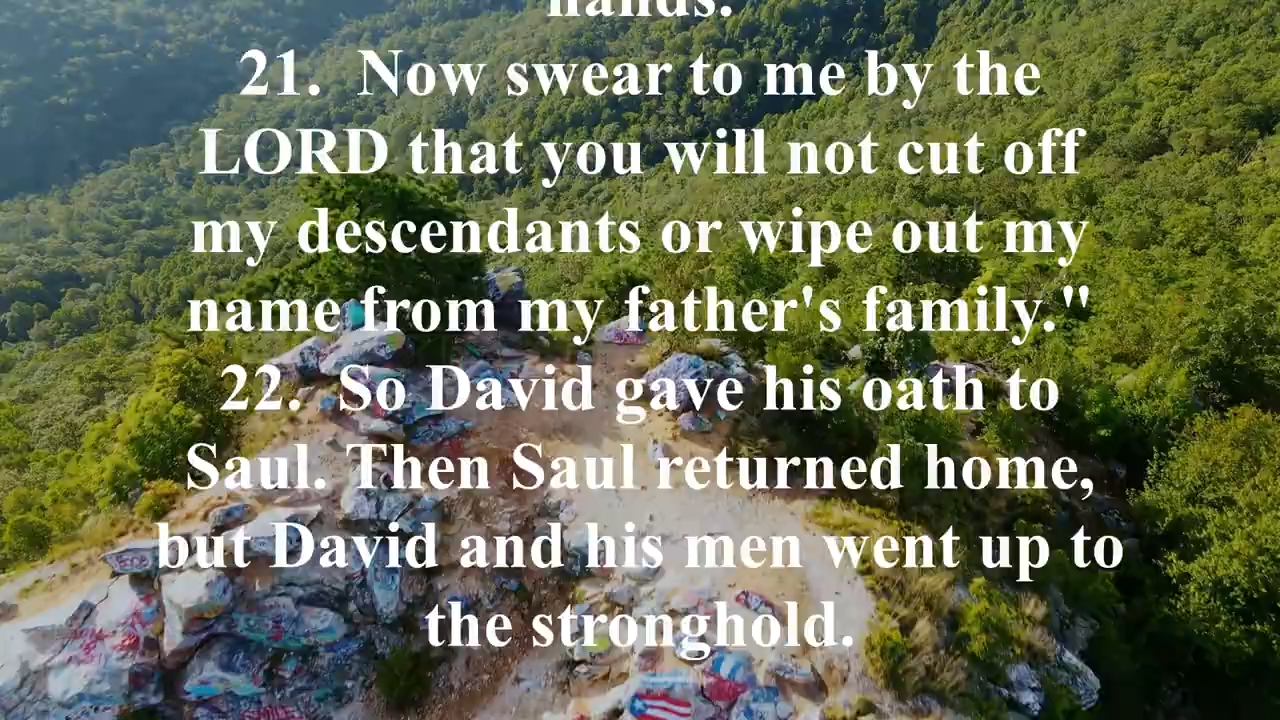 hands.
21. Now swear to me by the
LORD that you will not cut off
my descendants or wipe out my
name from my father's family."
22. So David gave his oath to
Saul. Then Saul returned home,
but David and his men went up to
the stronghold.